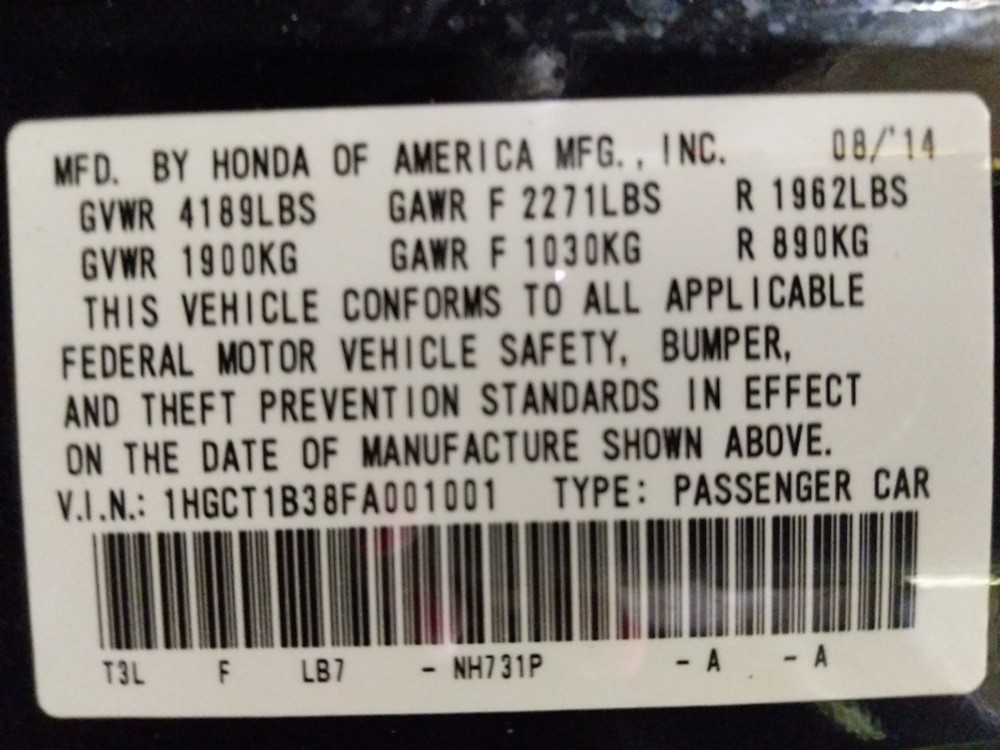 MFD. BY HONDA OF AMERICA MFG., INC. 08/'14
GVWR 4189LBS GAWR F 2271LBS R 1962LBS
GVWR 1900KG GAWR F 1030KG R 890KG
THIS VEHICLE CONFORMS TO ALL APPLICABLE
FEDERAL MOTOR VEHICLE SAFETY, BUMPER,
AND THEFT PREVENTION STANDARDS IN EFFECT
ON THE DATE OF MANUFACTURE SHOWN ABOVE.
V.I.N.: 1HGCT1B38FA001001 TYPE: PASSENGER CAR
T3L F LB7 - NH731P - A - A